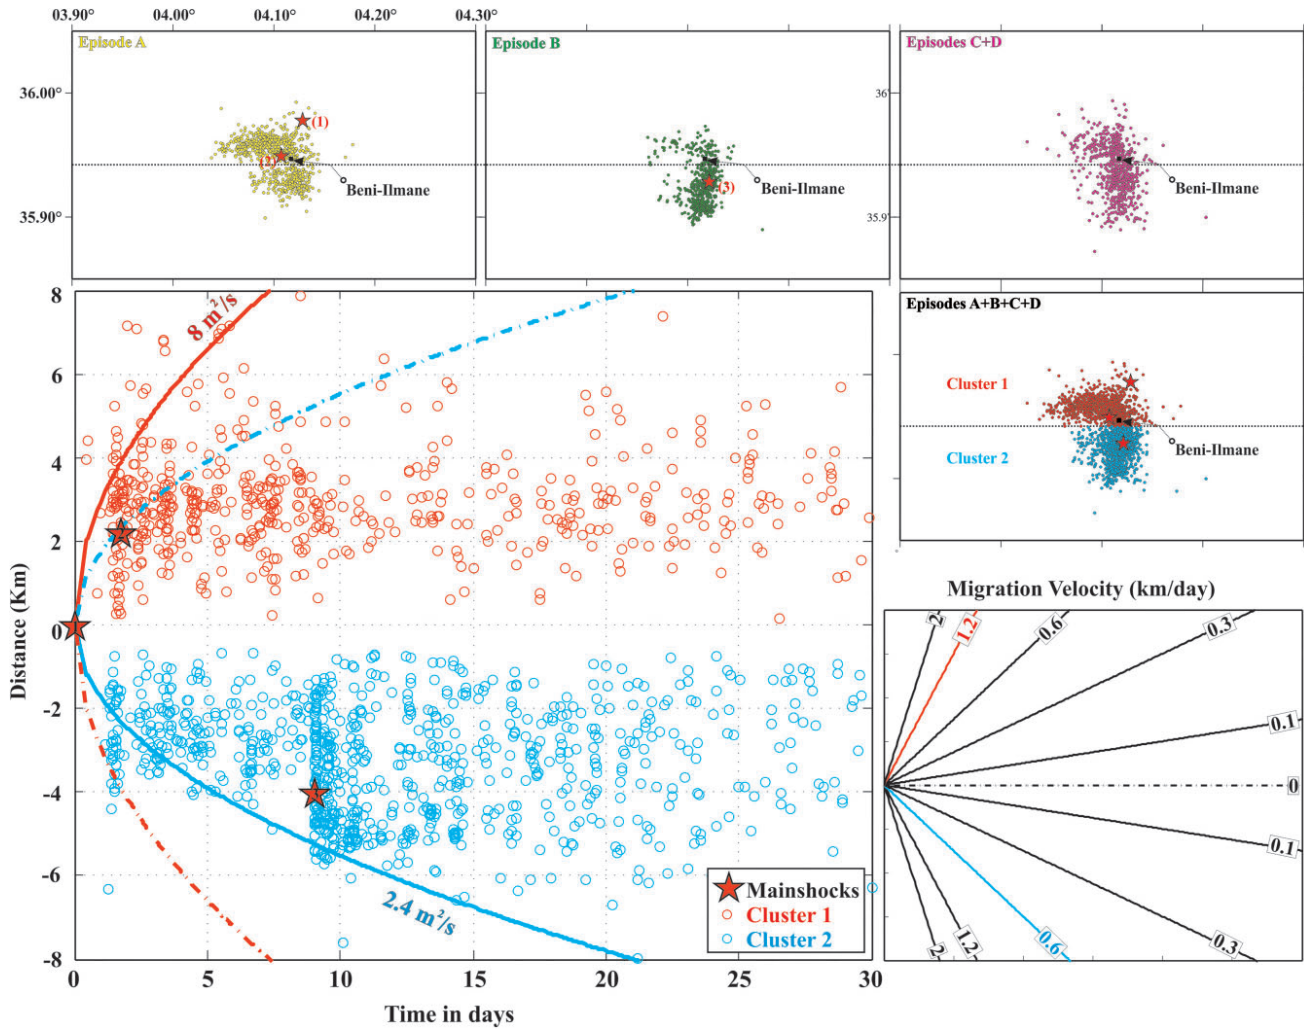 03.90° 04.00° 04.10° 04.20° 04.30°
Episode A
Episode B
Episodes C+D
36.00°
36
(1)
(2)
(3)
Beni-Ilmane
Beni-Ilmane
Beni-Ilmane
35.90°
35.9
8 m²/s
Episodes A+B+C+D
Cluster 1
Cluster 2
Beni-Ilmane
8
6
4
2
0
-2
-4
-6
-8
Distance (Km)
2.4 m²/s
Mainshocks
Cluster 1
Cluster 2
0 5 10 15 20 25 30
Time in days
Migration Velocity (km/day)
2
1.2
0.6
0.3
0.1
0
0.1
0.3
0.6
1.2
2